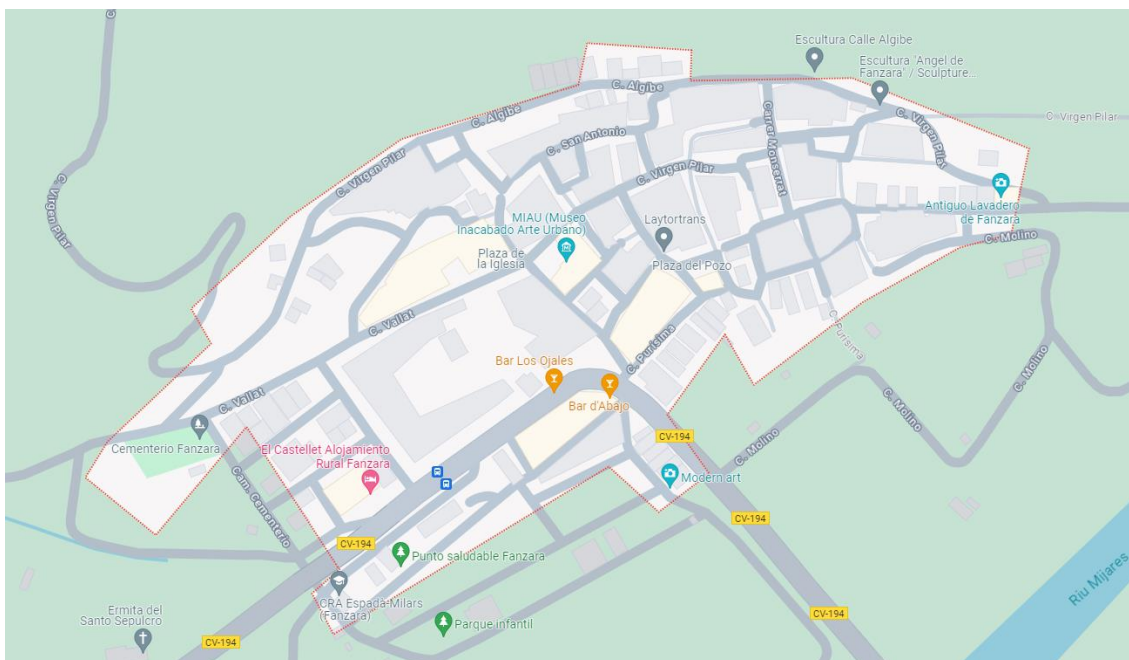 Escultura Calle Algibe
Escultura "Angel de
Fanzara" / Sculpture...
C. Algibe
C. Algibe
C. Virgen Pilar
C. Virgen Pilar
C. San Antonio
Carrer Monserrat
C. Virgen Pilar
C. Virgen Pilar
C. Virgen Pilar
Antiguo Lavadero
de Fanzara
MIAU (Museo
Inacabado Arte Urbano)
Laytortrans
Plaza de
la Iglesia
Plaza del Pozo
C. Molino
C. Vallat
C. Purísima
C. Purísima
Bar Los Ojales
Bar d'Abajo
C. Molino
C. Molino
C. Vallat
Cementerio Fanzara
El Castellet Alojamiento
Rural Fanzara
CV-194
C. Molino
Cam. Cementerio
Modern art
CV-194
CV-194
Punto saludable Fanzara
CRA Espadà-Milars
(Fanzara)
Riu Mijares
Ermita del
Santo Sepulcro
Parque infantil
CV-194
CV-194